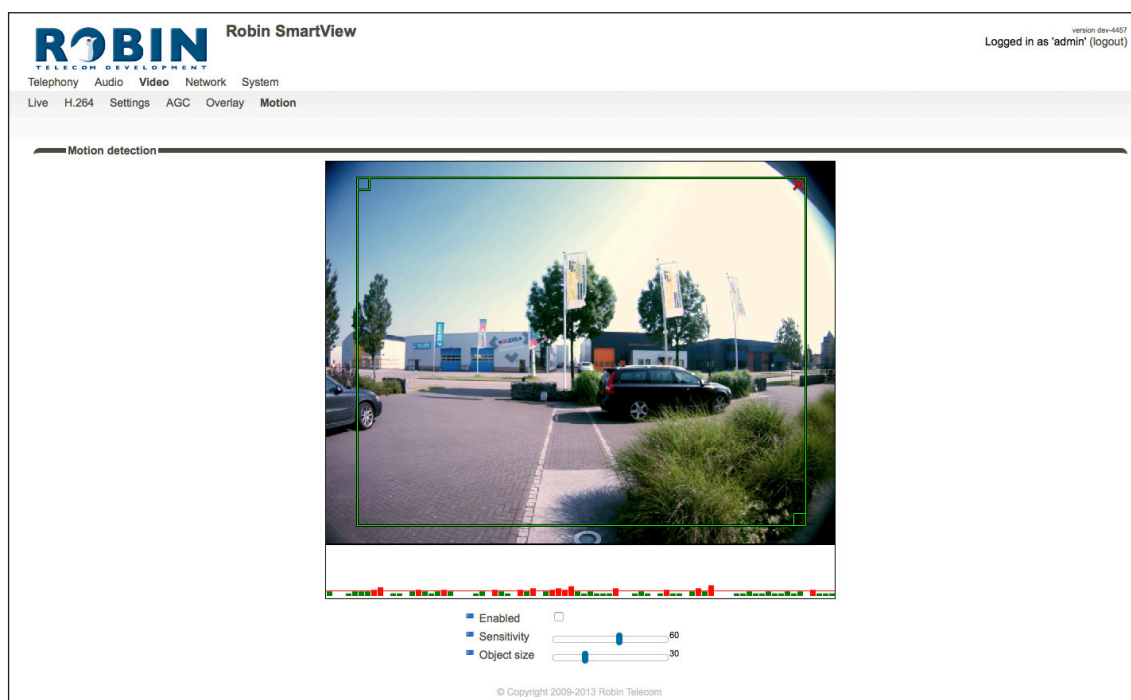 ROBIN
TELECOM DEVELOPMENT
Robin SmartView
version dev-4457
Logged in as 'admin' (logout)
Telephony Audio Video Network System
Live H.264 Settings AGC Overlay Motion
Motion detection
Enabled
Sensitivity 60
Object size 30
© Copyright 2009-2013 Robin Telecom